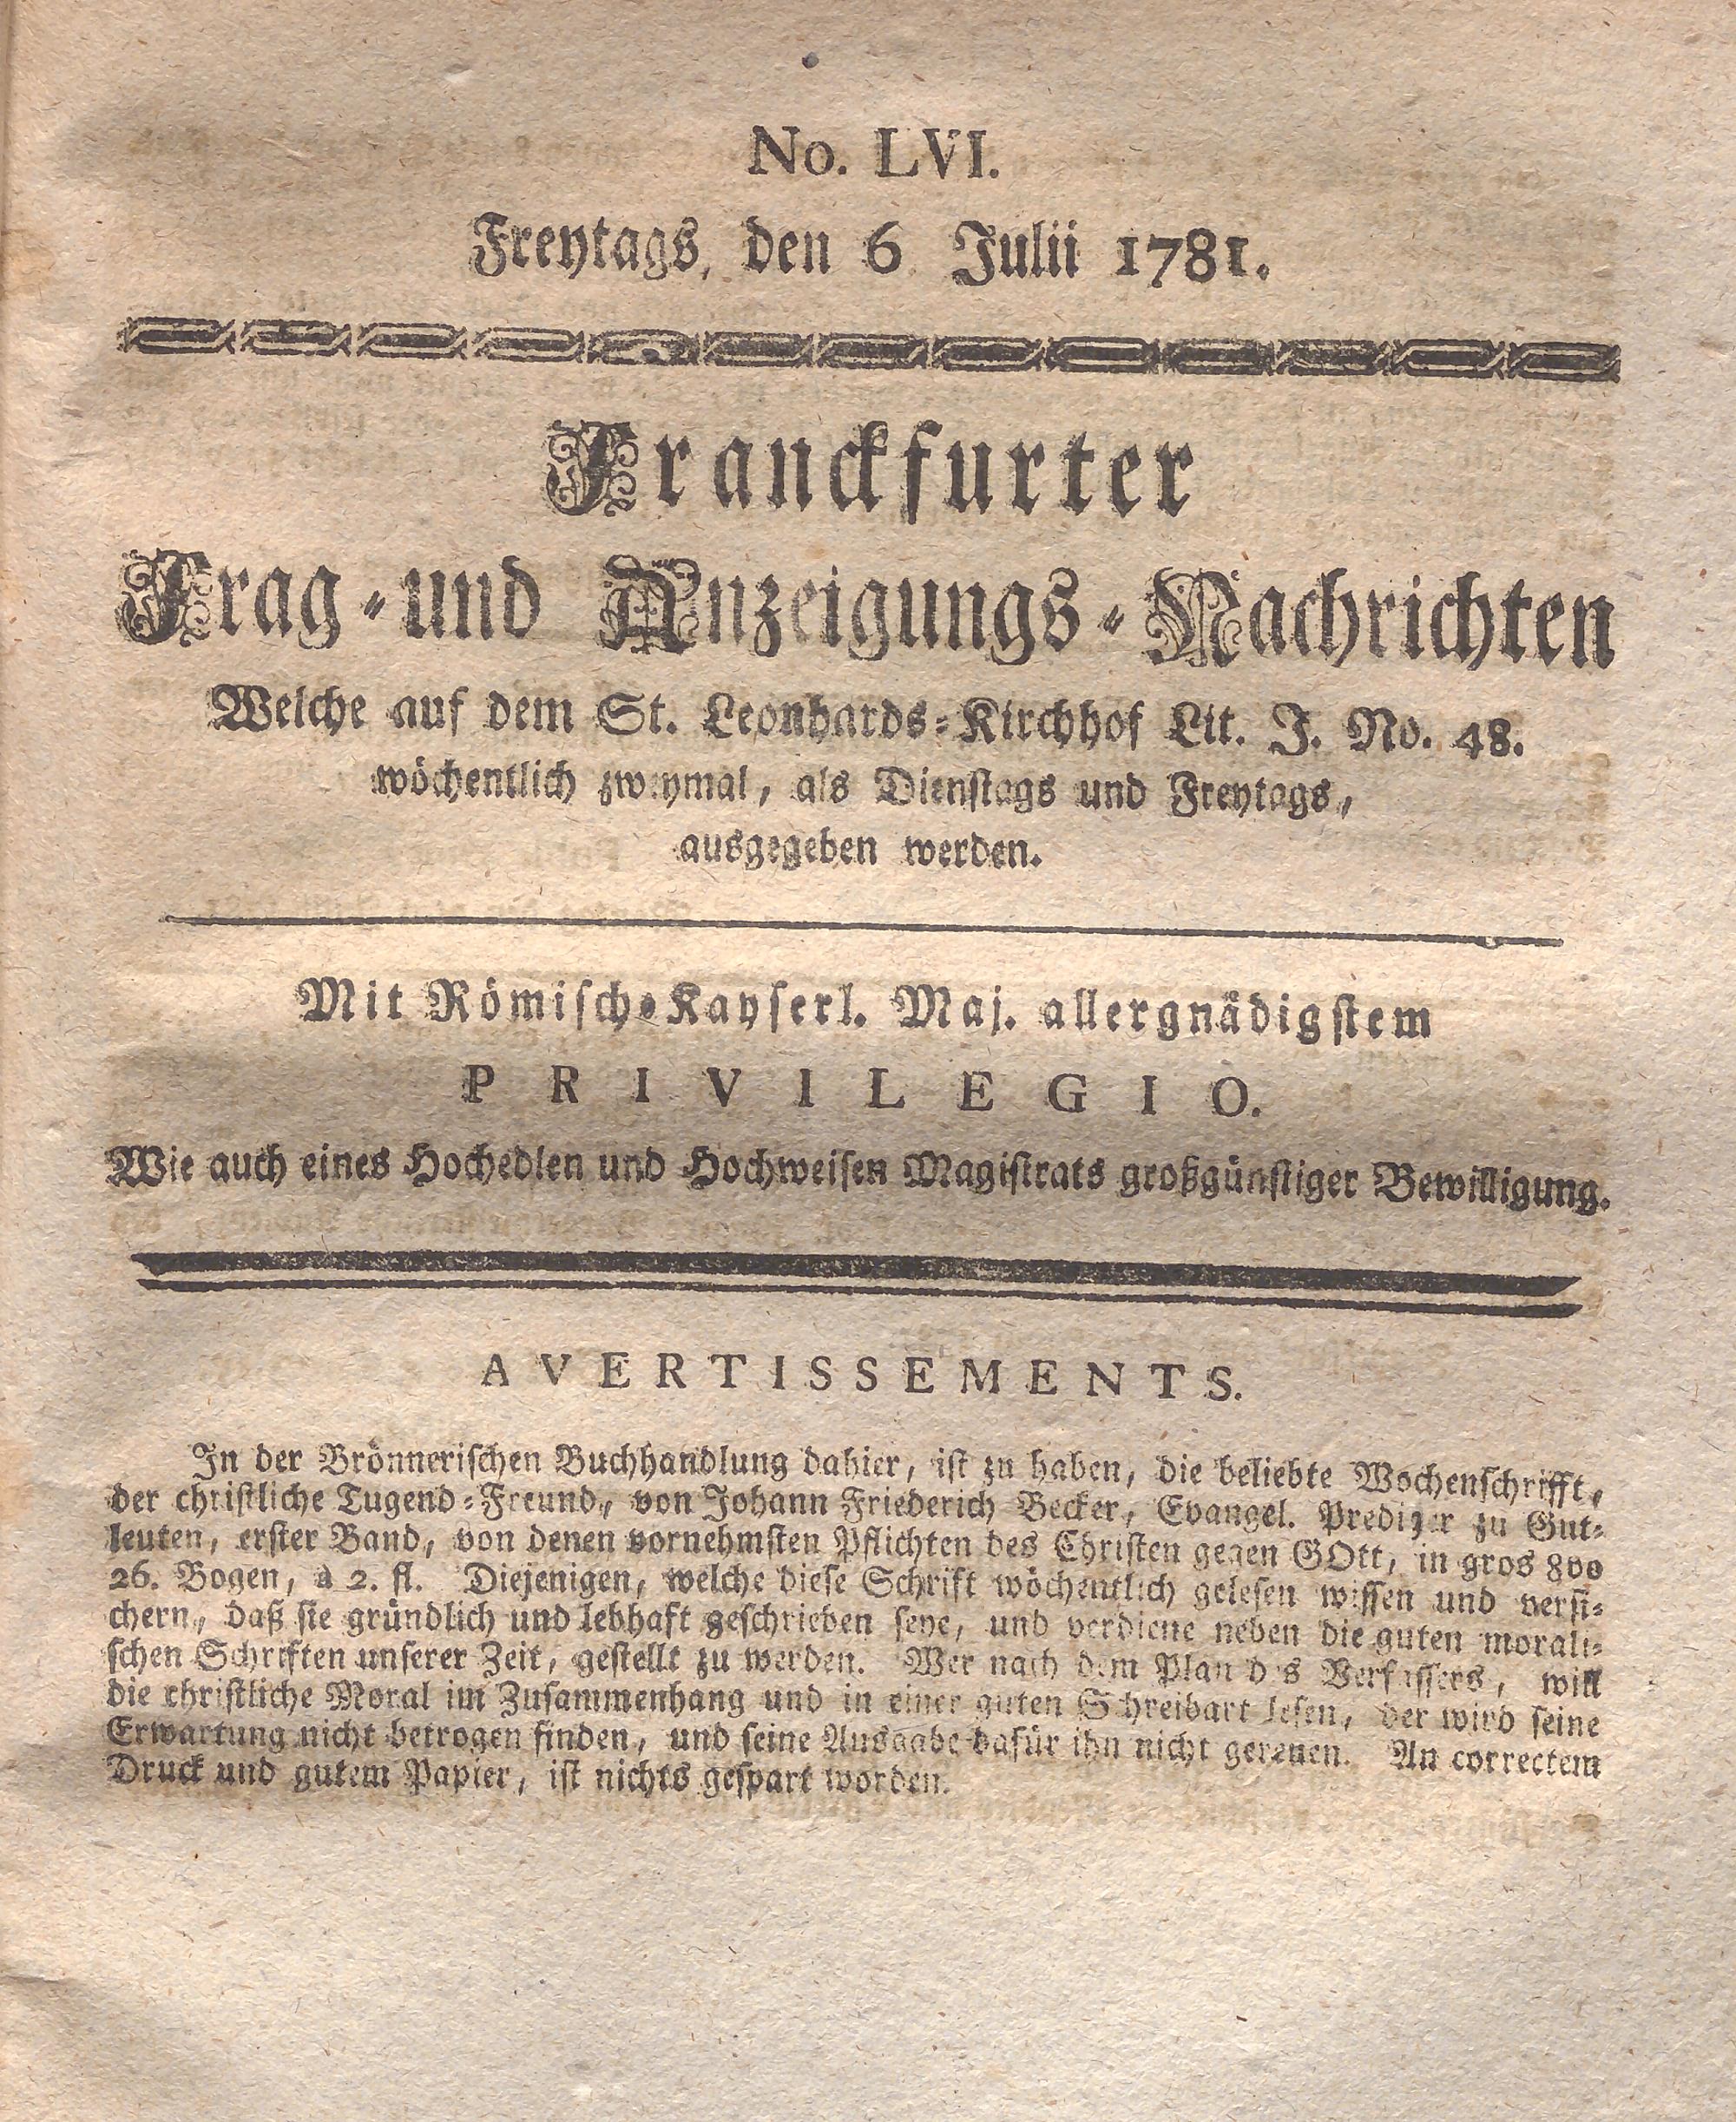 No. LVI.
Freytags, den 6 Julii 1781.
Franckfurter
Frag-und Anzeigungs-Nachrichten
Welche auf dem St. Leonhards-Kirchhof Lit. J. No. 48.
wöchentlich zweymal, als Dienstags und Freytags,
ausgegeben werden.
Mit Römisch-Kayserl. Maj. allergnädigstem
PRIVILEGIO.
Wie auch eines Hochedlen und Hochweisen Magistrats großgünstiger Bewilligung.
AVERTISSEMENTS.
In der Brönnerischen Buchhandlung dahier, ist zu haben, die beliebte Wochenschrifft,
der christliche Tugend-Freund, von Johann Friederich Becker, Evangel. Prediger zu Gut-
leuten, erster Band, von denen vornehmsten Pflichten des Christen gegen GOtt, in gros 8vo
26. Bogen, à 2. fl. Diejenigen, welche diese Schrift wöchentlich gelesen wissen und versi-
chern, daß sie gründlich und lebhaft geschrieben seye, und verdiene neben die guten morali-
schen Schriften unserer Zeit, gestellt zu werden. Wer nach dem Plan des Verfassers, will
die christliche Moral im Zusammenhang und in einer guten Schreibart lesen, der wird seine
Erwartung nicht betrogen finden, und seine Ausgabe dafür ihn nicht gereuen. An correctem
Druck und gutem Papier, ist nichts gespart worden.